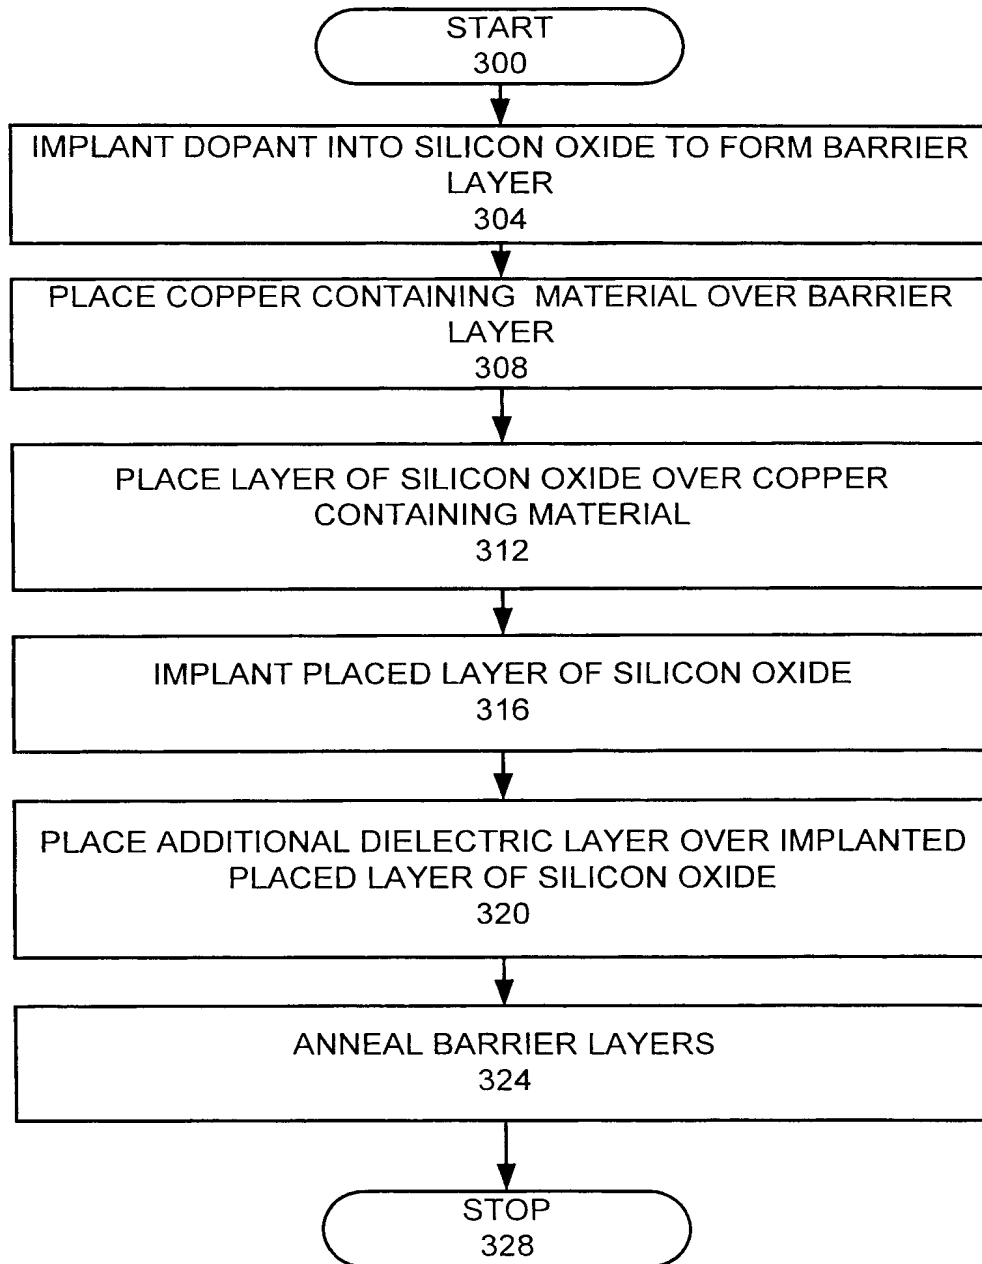 START
300
IMPLANT DOPANT INTO SILICON OXIDE TO FORM BARRIER
LAYER
304
PLACE COPPER CONTAINING MATERIAL OVER BARRIER
LAYER
308
PLACE LAYER OF SILICON OXIDE OVER COPPER
CONTAINING MATERIAL
312
IMPLANT PLACED LAYER OF SILICON OXIDE
316
PLACE ADDITIONAL DIELECTRIC LAYER OVER IMPLANTED
PLACED LAYER OF SILICON OXIDE
320
ANNEAL BARRIER LAYERS
324
STOP
328